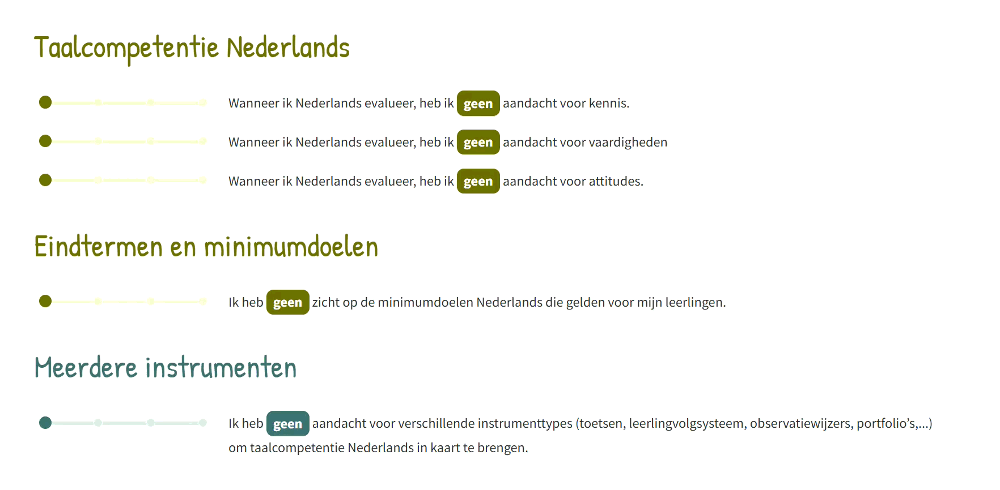 Taalcompetentie Nederlands
Wanneer ik Nederlands evalueer, heb ik geen aandacht voor kennis.
Wanneer ik Nederlands evalueer, heb ik geen aandacht voor vaardigheden
Wanneer ik Nederlands evalueer, heb ik geen aandacht voor attitudes.
Eindtermen en minimumdoelen
Ik heb geen zicht op de minimumdoelen Nederlands die gelden voor mijn leerlingen.
Meerdere instrumenten
Ik heb geen aandacht voor verschillende instrumenttypes (toetsen, leerlingvolgsysteem, observatiewijzers, portfolio’s,...)
om taalcompetentie Nederlands in kaart te brengen.